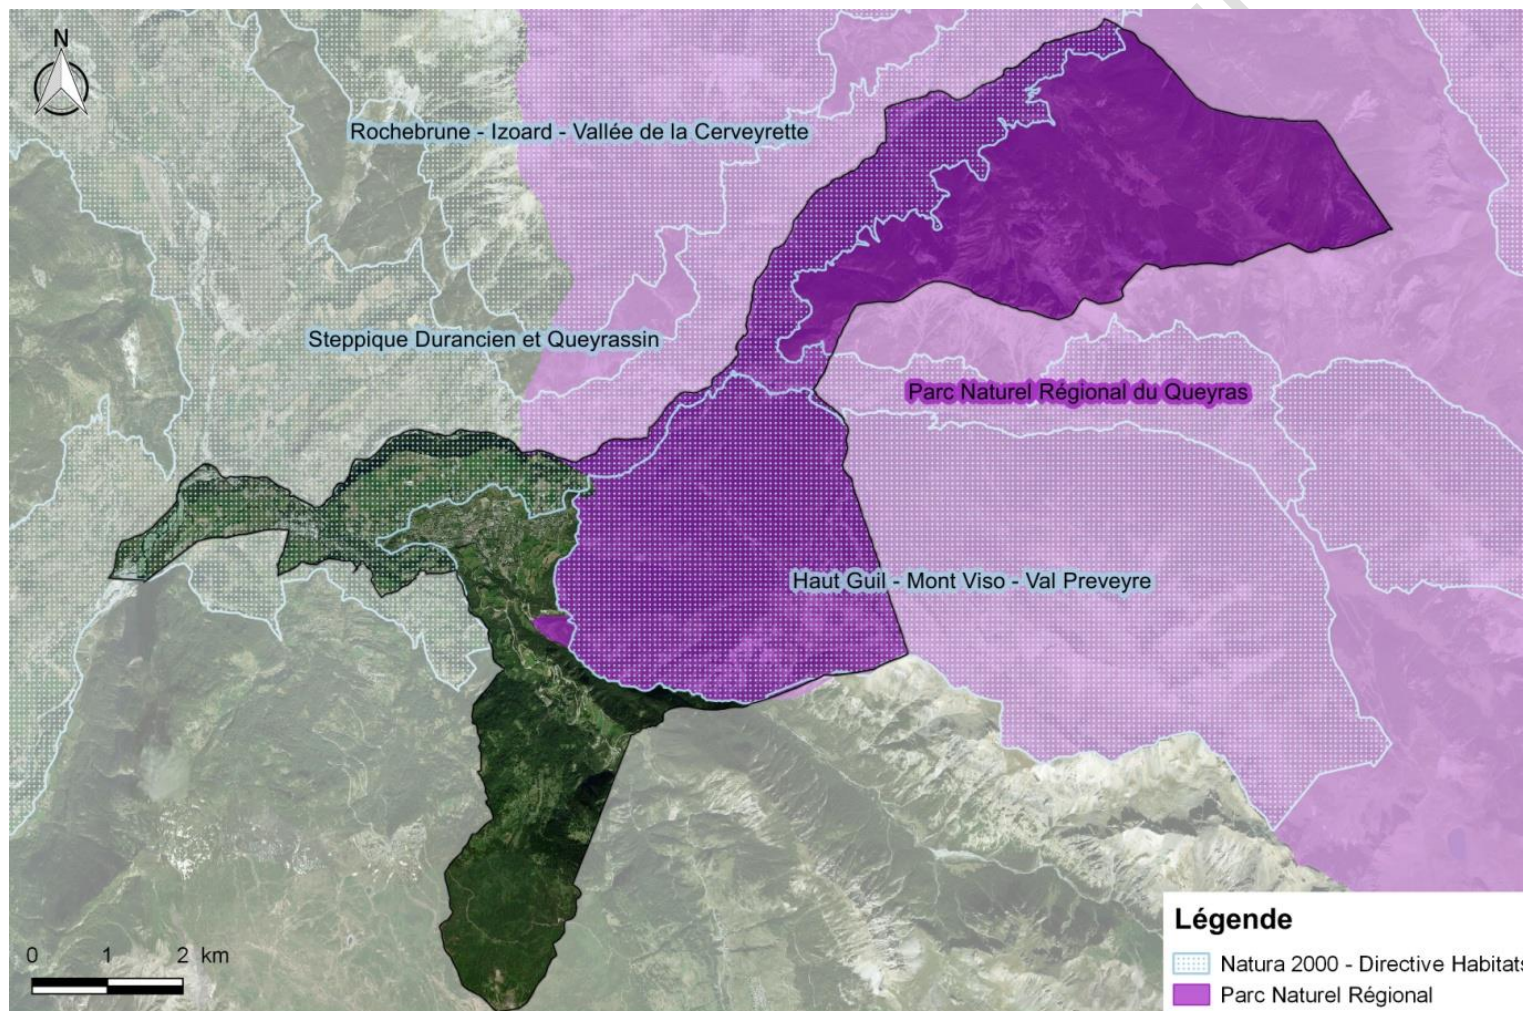 N
Rochebrune - Izoard - Vallée de la Cerveyrette
Steppique Durancien et Queyrassin
Parc Naturel Régional du Queyras
Haut Guil - Mont Viso - Val Preveyre
0 1 2 km
Légende
Natura 2000 - Directive Habitats
Parc Naturel Régional